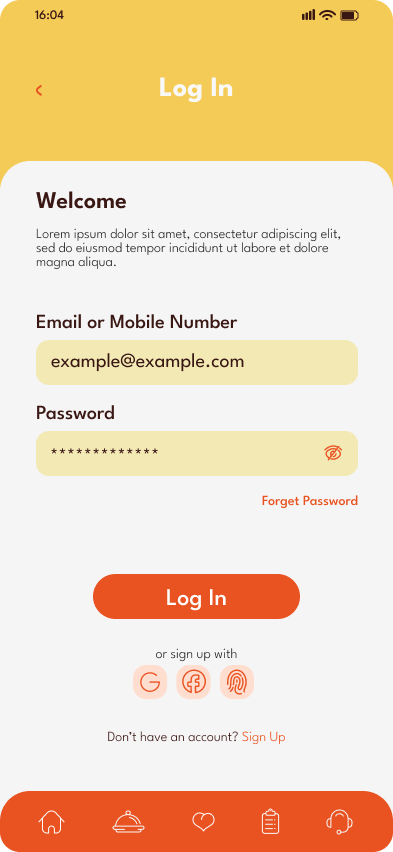 16:04
Log In
Welcome
Lorem ipsum dolor sit amet, consectetur adipiscing elit,
sed do eiusmod tempor incididunt ut labore et dolore
magna aliqua.
Email or Mobile Number
example@example.com
Password
*************
Forget Password
Log In
or sign up with
Don’t have an account? Sign Up